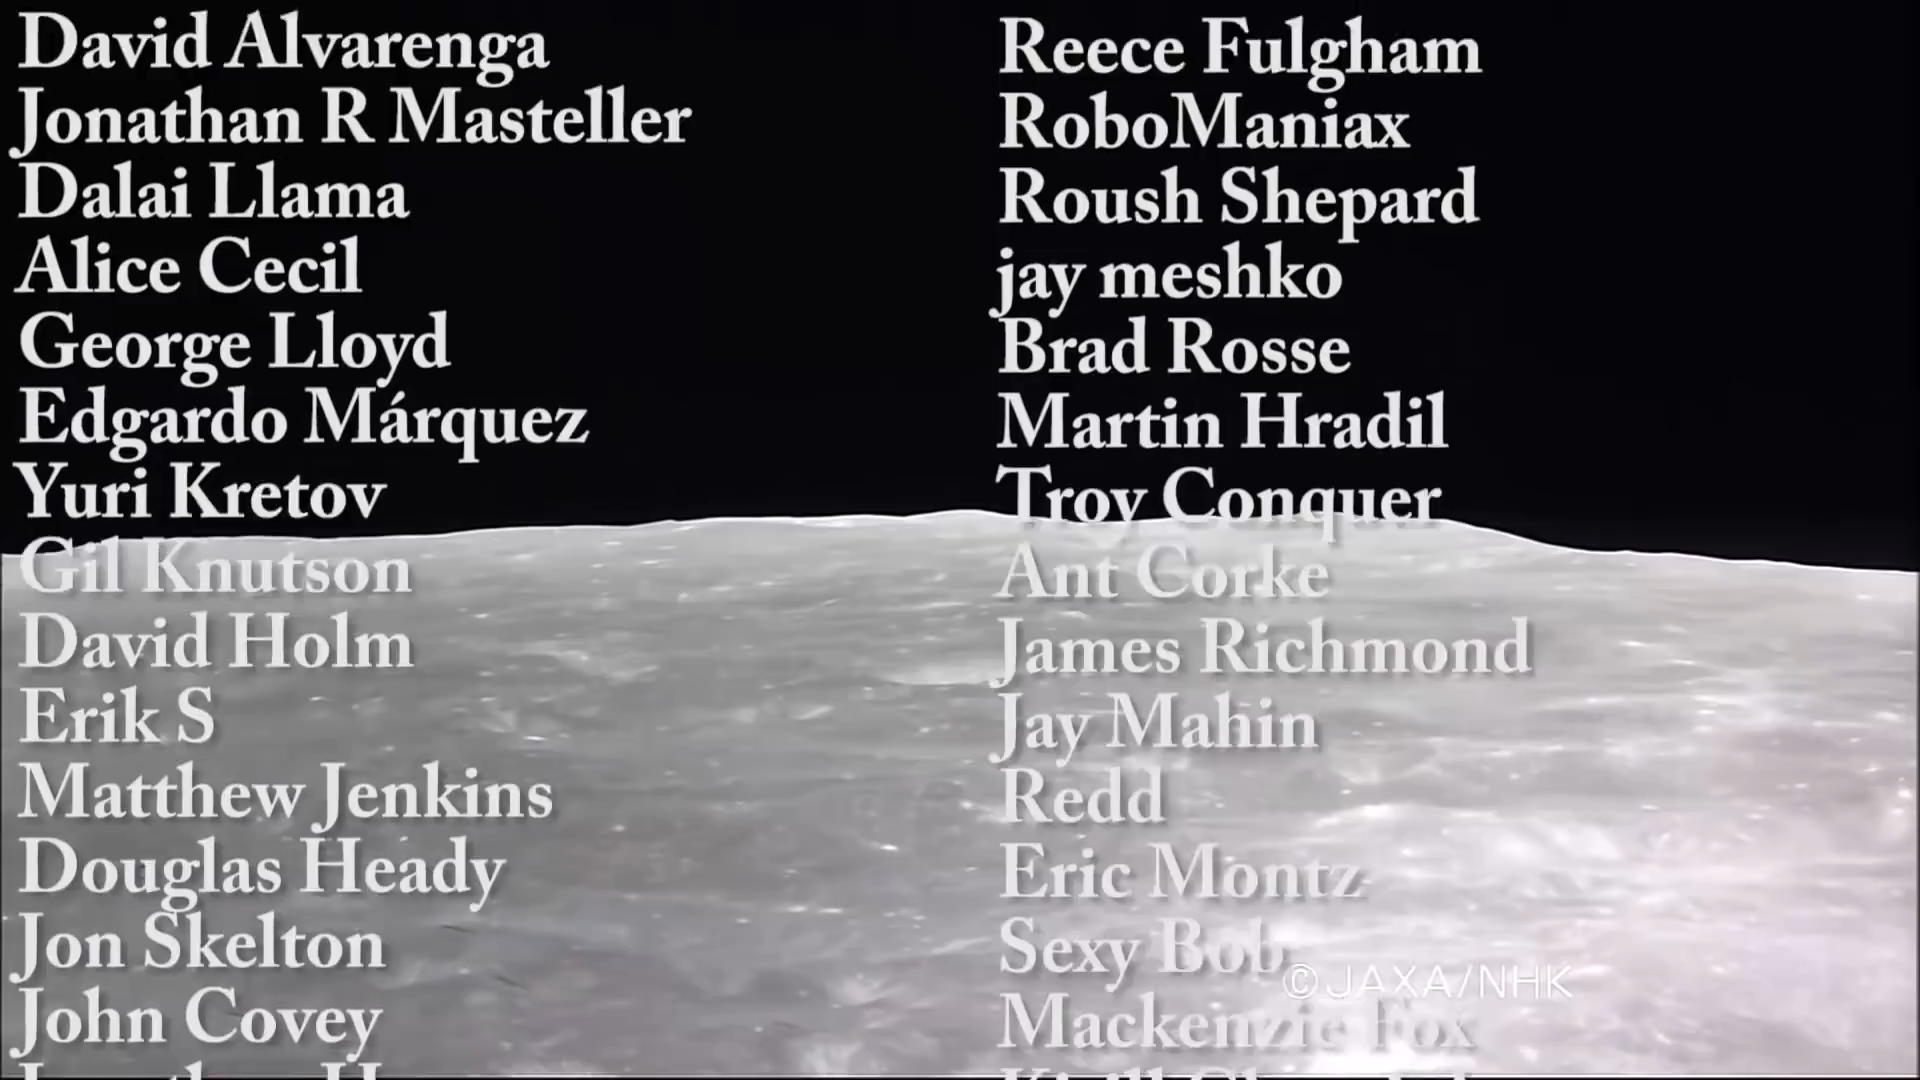 David Alvarenga
Jonathan R Masteller
Dalai Llama
Alice Cecil
George Lloyd
Edgardo Márquez
Yuri Kretov
Gil Knutson
David Holm
Erik S
Matthew Jenkins
Douglas Heady
Jon Skelton
John Covey
Reece Fulgham
RoboManiax
Roush Shepard
jay meshko
Brad Rosse
Martin Hradil
Troy Conquer
Ant Corke
James Richmond
Jay Mahin
Redd
Eric Montz
Sexy Bob
©JAXA/NHK
Mackenzie Fox